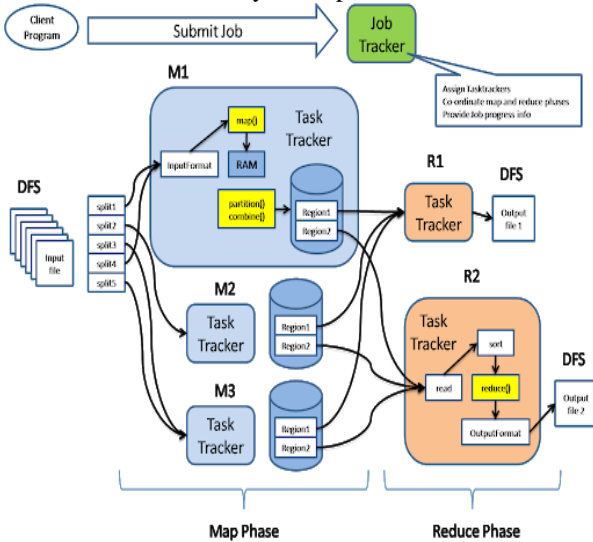 Client
Program
Submit Job
Job
Tracker
Assign Tasktrackers
Co-ordinate map and reduce phases
Provide Job progress info
M1
map()
Task
Tracker
InputFormat
RAM
partition()
combine()
Region1
Region2
DFS
Input
file
split1
split2
split3
split4
split5
R1
Task
Tracker
DFS
Output
file 1
M2
Task
Tracker
Region1
Region2
M3
Task
Tracker
Region1
Region2
R2
Task
Tracker
sort
read
reduce()
OutputFormat
DFS
Output
file 2
Map Phase
Reduce Phase